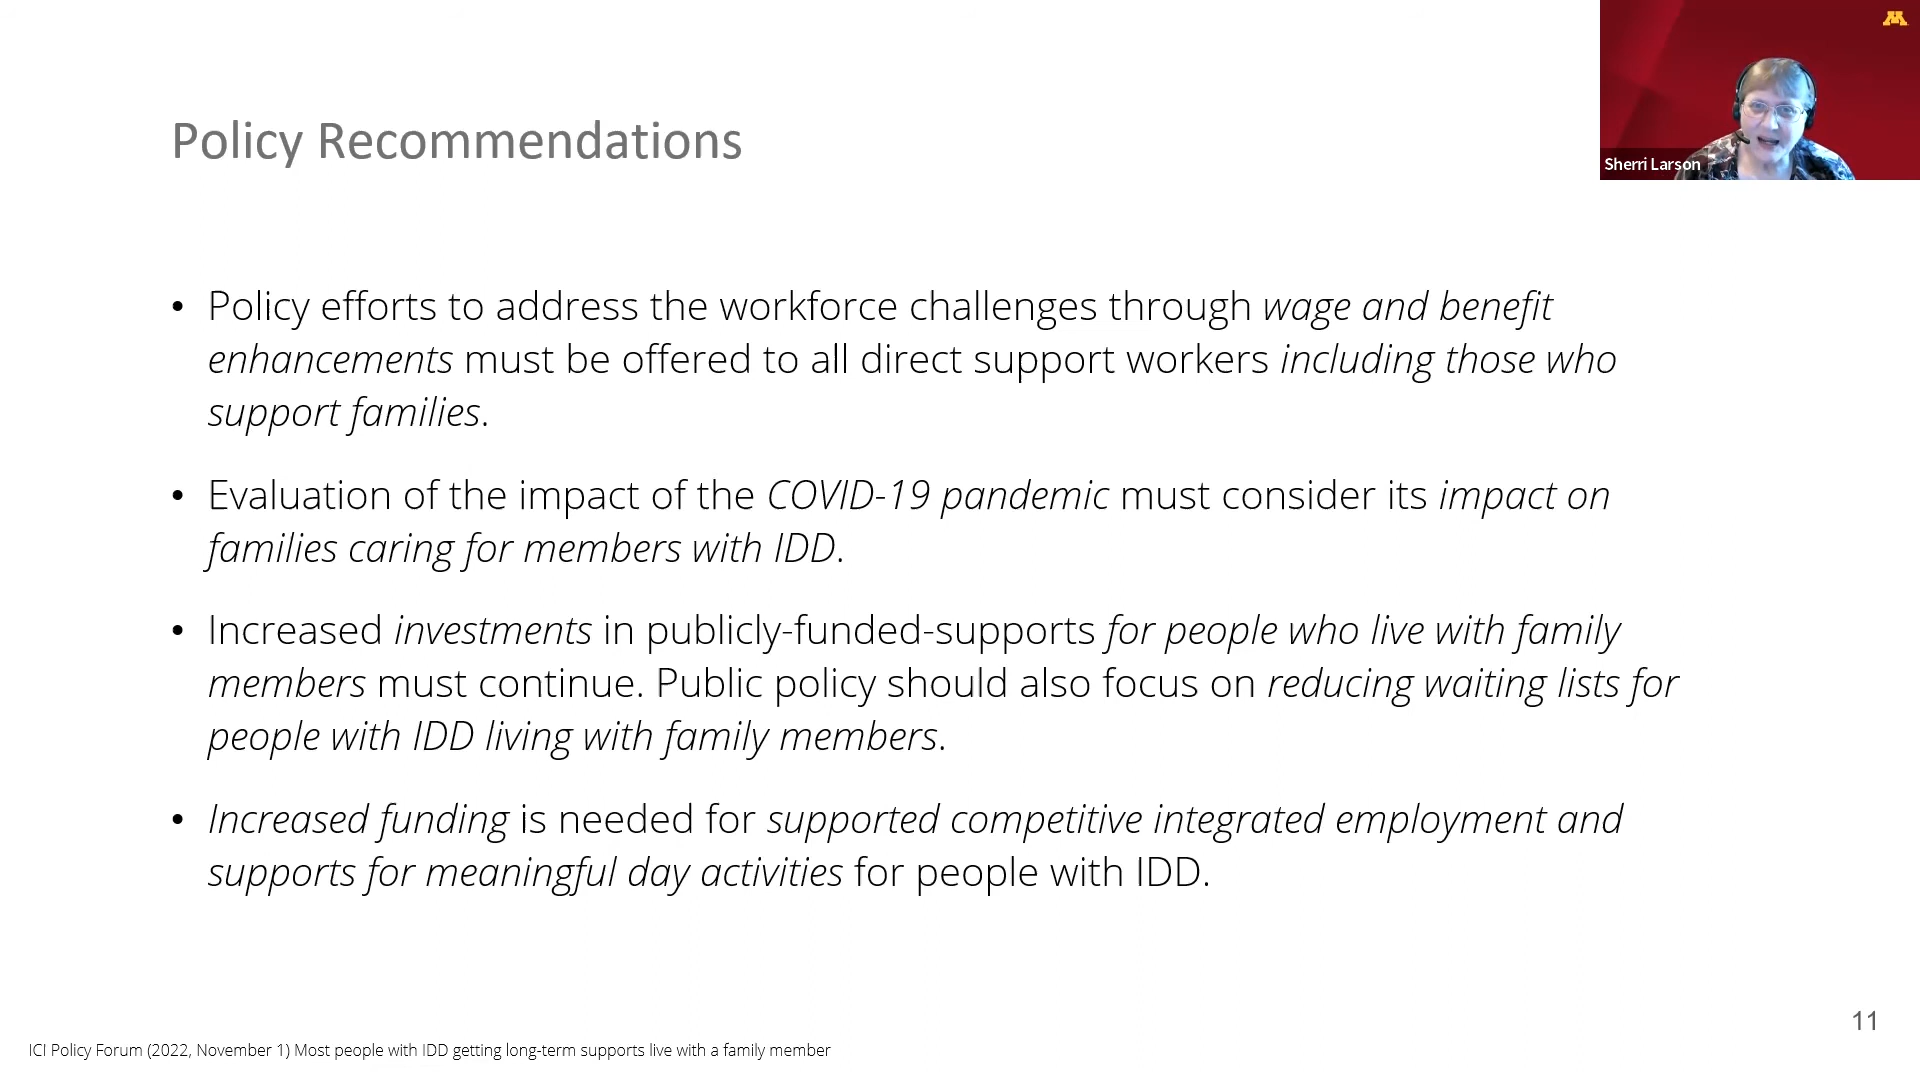 M
Sherri Larson
Policy Recommendations
• Policy efforts to address the workforce challenges through wage and benefit
enhancements must be offered to all direct support workers including those who
support families.
• Evaluation of the impact of the COVID-19 pandemic must consider its impact on
families caring for members with IDD.
• Increased investments in publicly-funded-supports for people who live with family
members must continue. Public policy should also focus on reducing waiting lists for
people with IDD living with family members.
• Increased funding is needed for supported competitive integrated employment and
supports for meaningful day activities for people with IDD.
11
ICI Policy Forum (2022, November 1) Most people with IDD getting long-term supports live with a family member